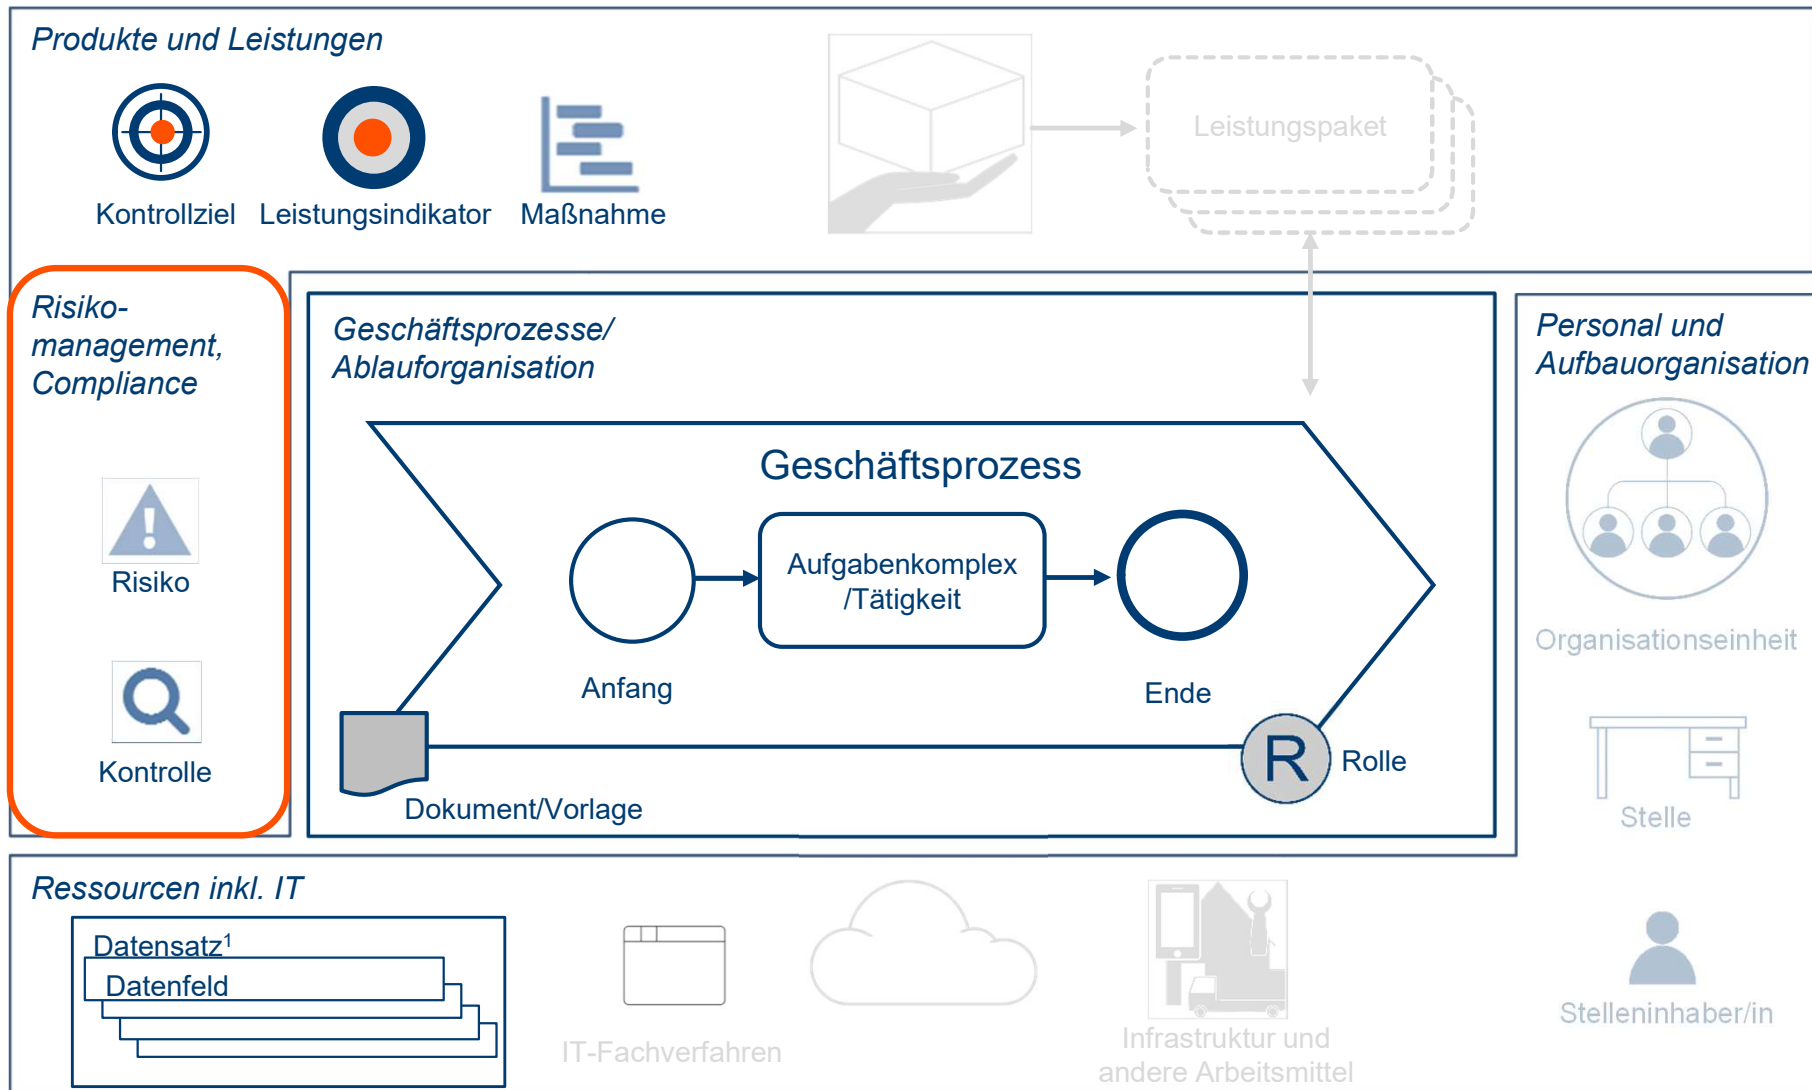 Produkte und Leistungen
Kontrollziel
Leistungsindikator
Maßnahme
Leistungspaket
Risiko-
management,
Compliance
Risiko
Kontrolle
Geschäftsprozesse/
Ablauforganisation
Geschäftsprozess
Anfang
Aufgabenkomplex
/Tätigkeit
Ende
Dokument/Vorlage
R
Rolle
Personal und
Aufbauorganisation
Organisationseinheit
Stelle
Stelleninhaber/in
Ressourcen inkl. IT
Datensatz¹
Datenfeld
IT-Fachverfahren
Infrastruktur und
andere Arbeitsmittel